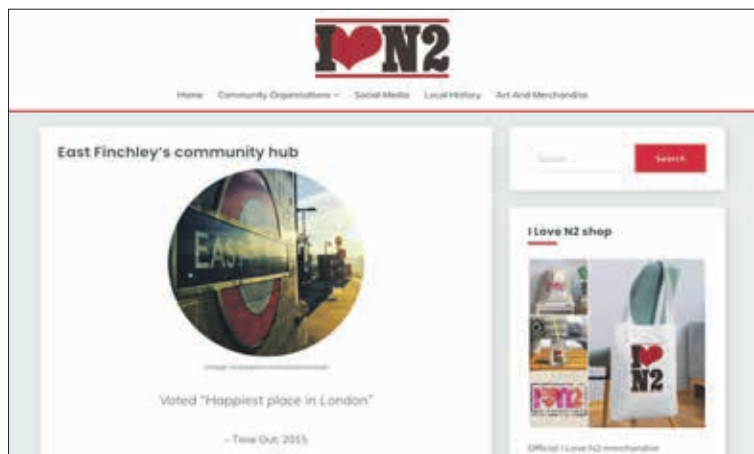 I ♥ N2
Home Community Organisations Social Media Local History Art And Merchandise
East Finchley's community hub
EAST
Voted "Happiest place in London"
– Time Out, 2015
Search
I Love N2 shop
I ♥ N2
Official I Love N2 merchandise